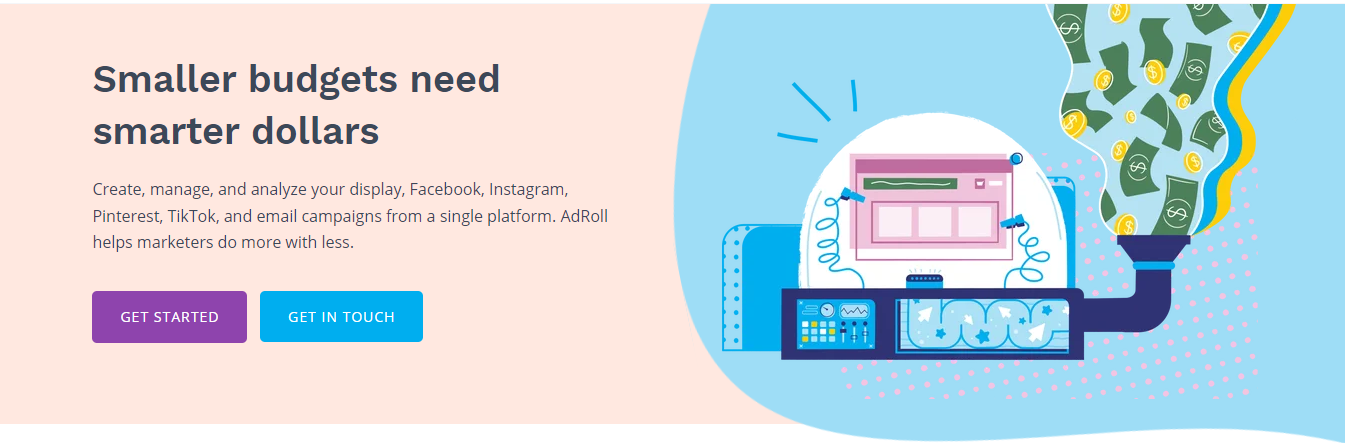 Smaller budgets need
smarter dollars
Create, manage, and analyze your display, Facebook, Instagram,
Pinterest, TikTok, and email campaigns from a single platform. AdRoll
helps marketers do more with less.
GET STARTED
GET IN TOUCH